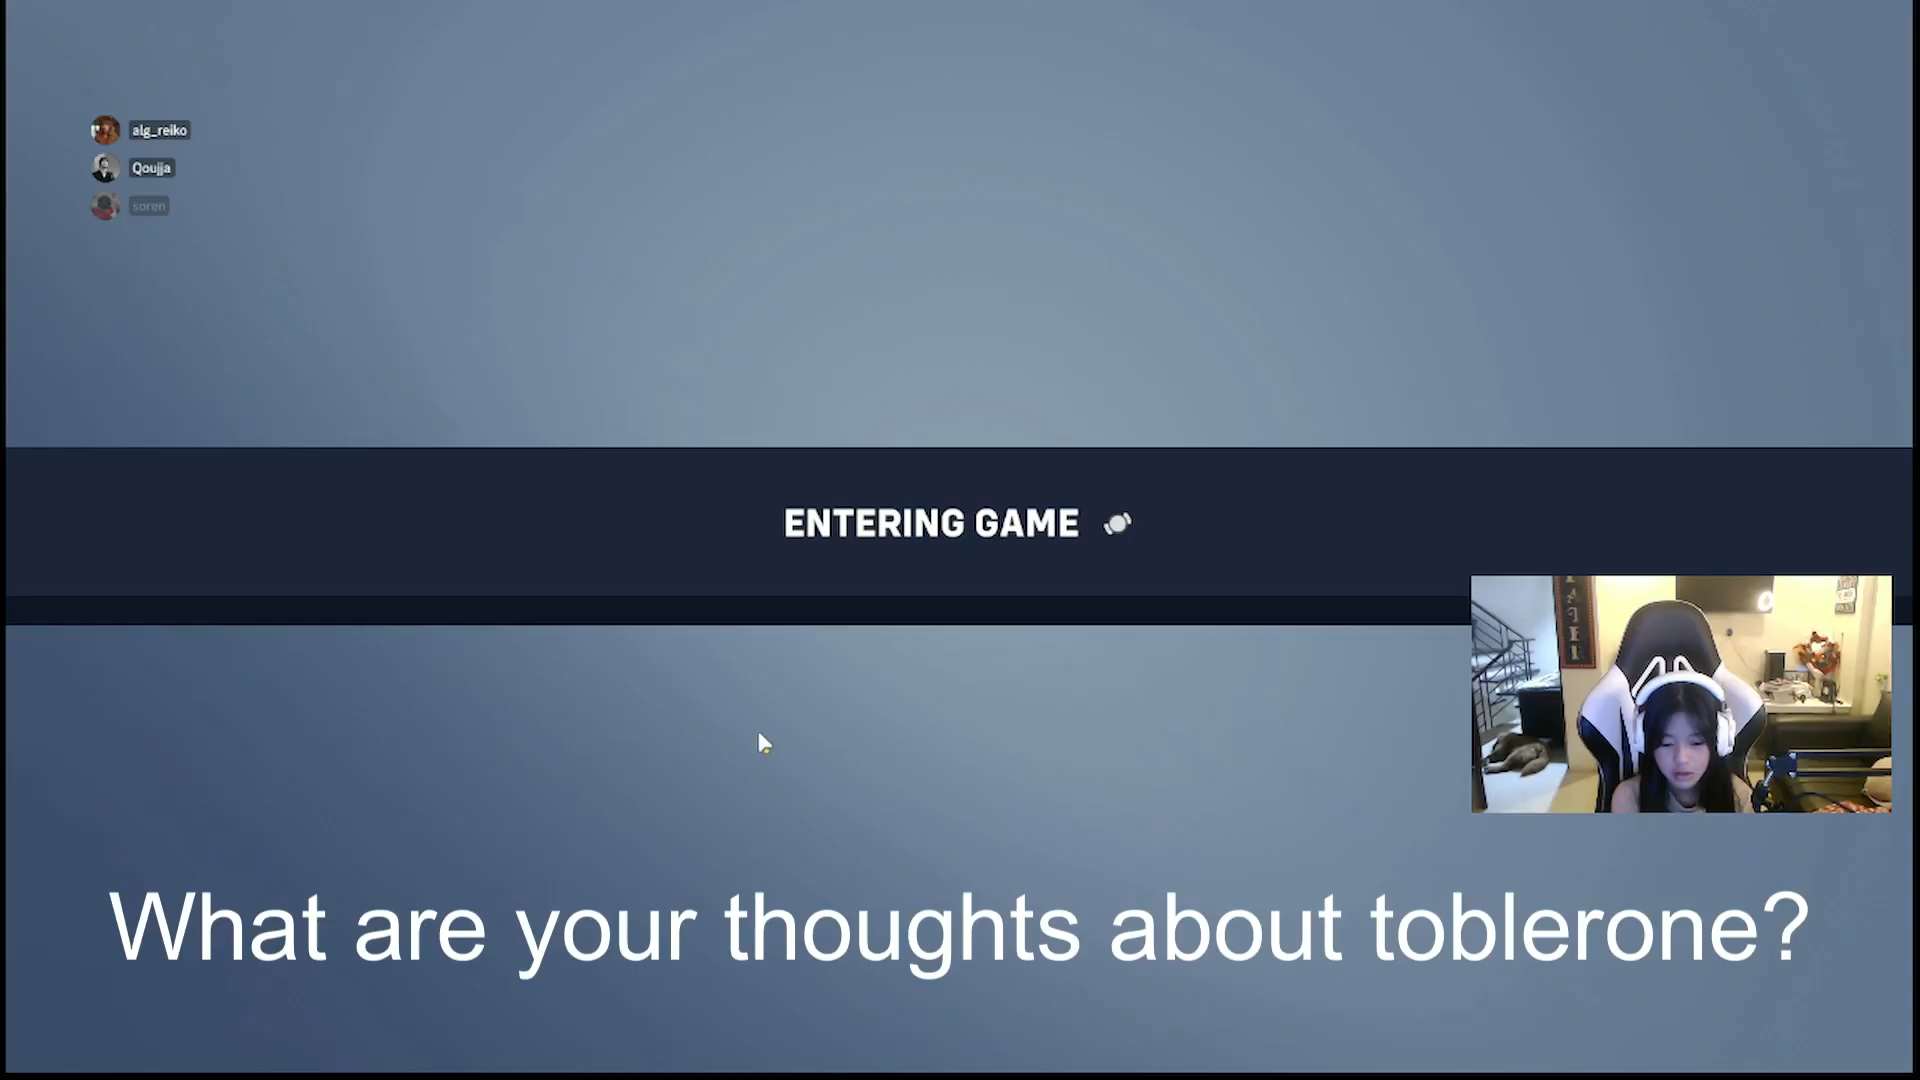 alg_reiko
Qoujja
soren
ENTERING GAME
What are your thoughts about toblerone?